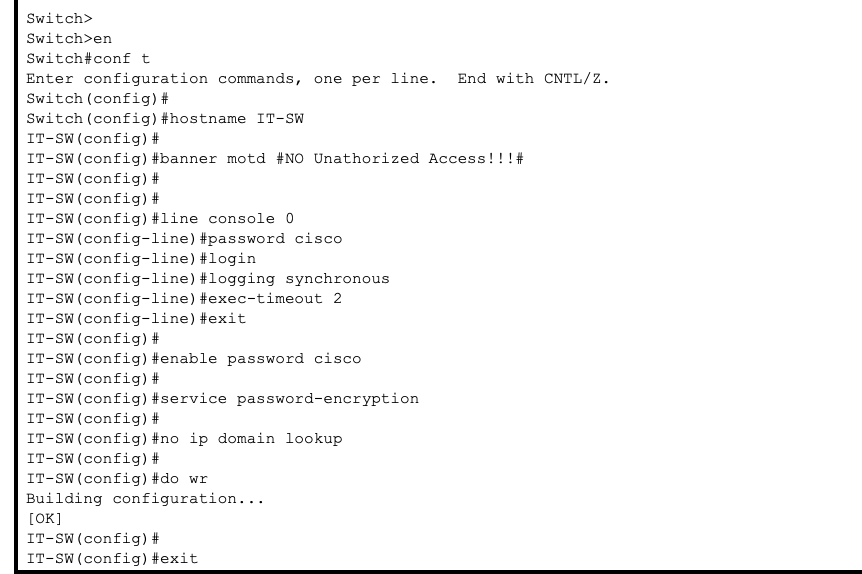 Switch>
Switch>en
Switch#conf t
Enter configuration commands, one per line.  End with CNTL/Z.
Switch(config)#
Switch(config)#hostname IT-SW
IT-SW(config)#
IT-SW(config)#banner motd #NO Unathorized Access!!!#
IT-SW(config)#
IT-SW(config)#
IT-SW(config)#line console 0
IT-SW(config-line)#password cisco
IT-SW(config-line)#login
IT-SW(config-line)#logging synchronous
IT-SW(config-line)#exec-timeout 2
IT-SW(config-line)#exit
IT-SW(config)#
IT-SW(config)#enable password cisco
IT-SW(config)#
IT-SW(config)#service password-encryption
IT-SW(config)#
IT-SW(config)#no ip domain lookup
IT-SW(config)#
IT-SW(config)#do wr
Building configuration...
[OK]
IT-SW(config)#
IT-SW(config)#exit